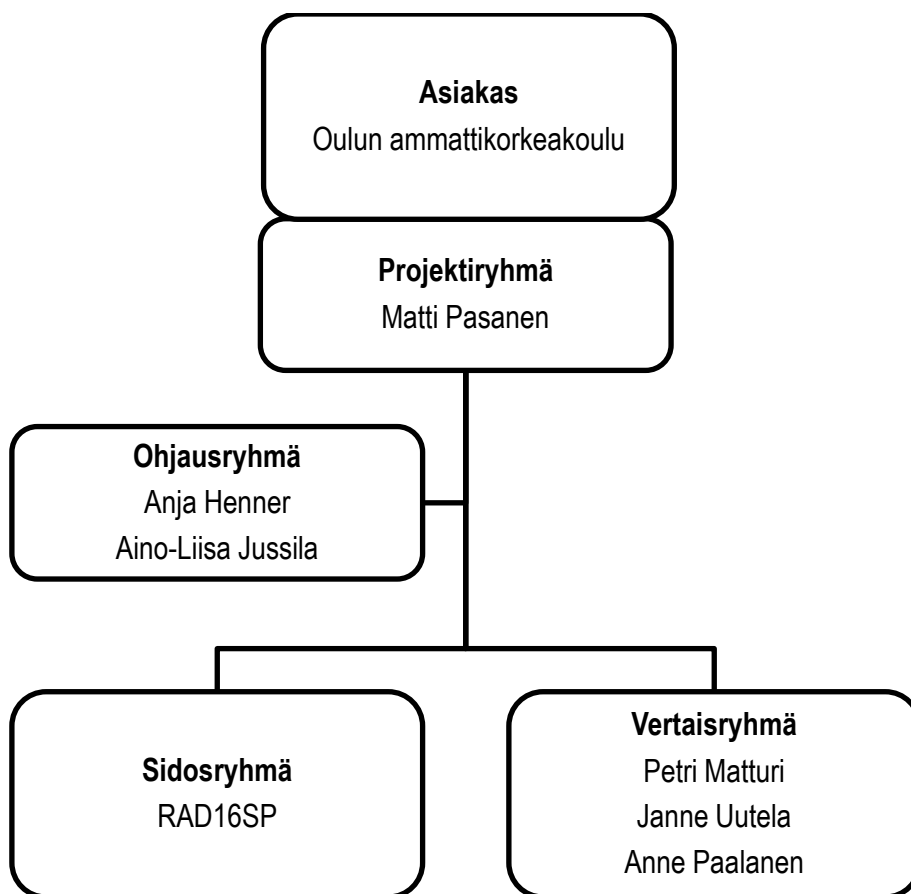 Asiakas
Oulun ammattikorkeakoulu
Projektiryhmä
Matti Pasanen
Ohjausryhmä
Anja Henner
Aino-Liisa Jussila
Sidosryhmä
RAD16SP
Vertaisryhmä
Petri Matturi
Janne Uutela
Anne Paalanen